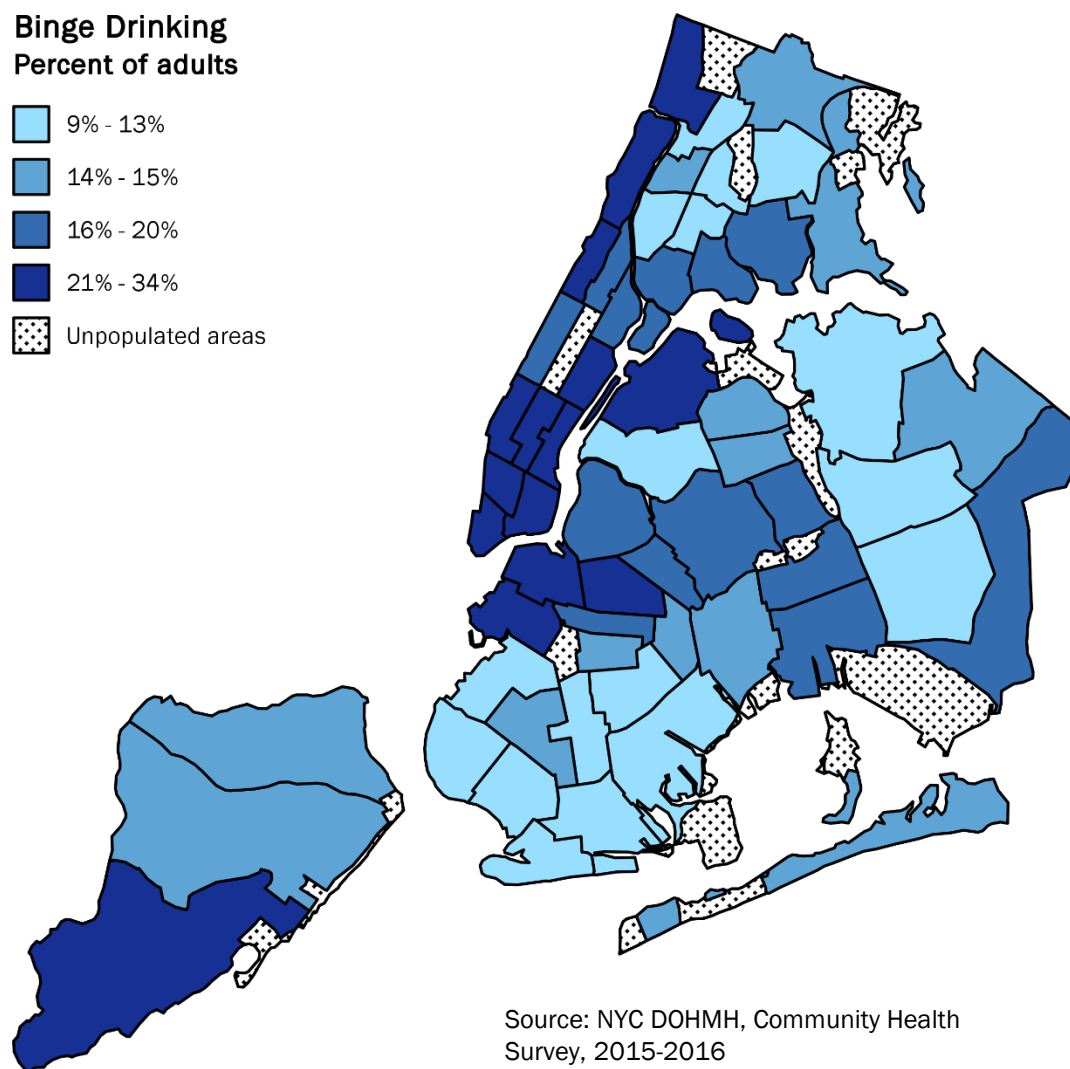 Binge Drinking
Percent of adults
9% - 13%
14% - 15%
16% - 20%
21% - 34%
Unpopulated areas
Source: NYC DOHMH, Community Health
Survey, 2015-2016